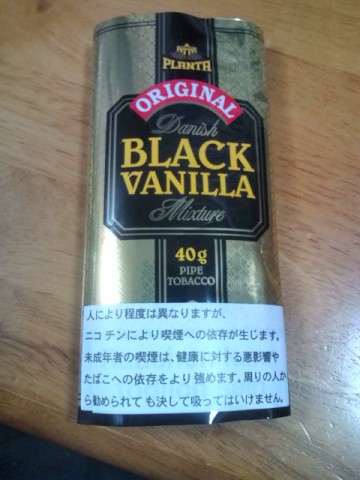 PLANTA
ORIGINAL
Danish
BLACK
VANILLA
Mixture
40g
PIPE
TOBACCO
人により程度は異なりますが、
ニコチンにより喫煙への依存が生じます。
未成年者の喫煙は、健康に対する悪影響や
たばこへの依存をより強めます。周りの人か
ら勧められても決して吸ってはいけません。